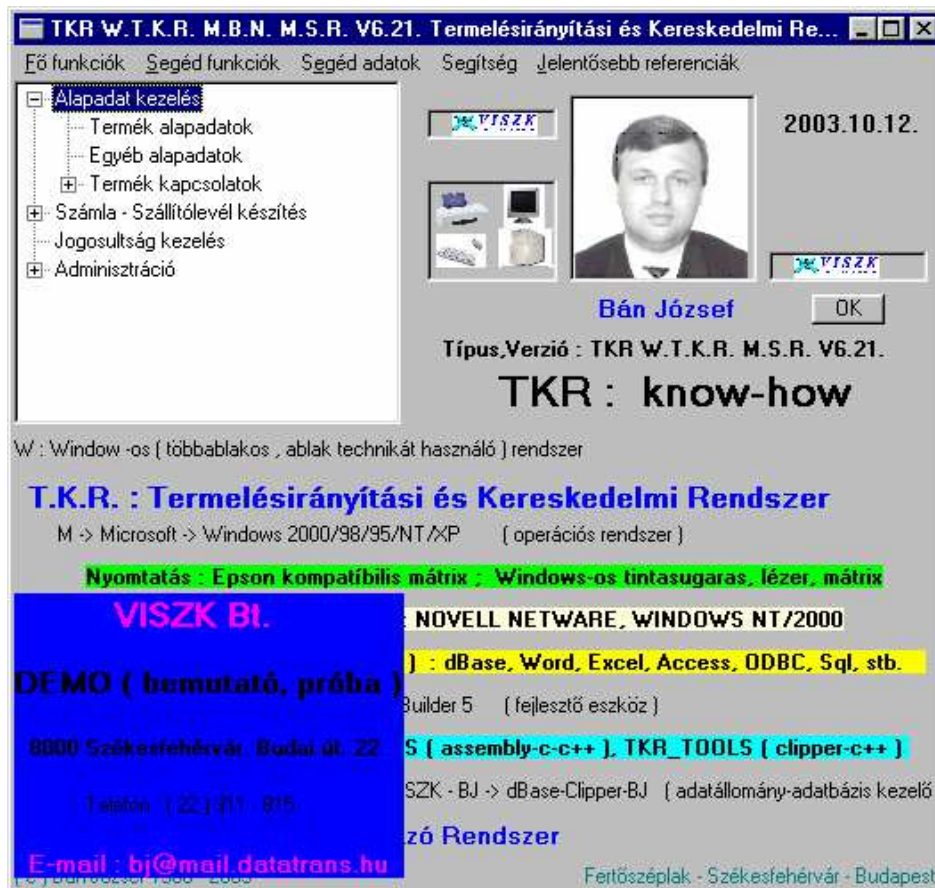 TKR W.T.K.R. M.B.N. M.S.R. V6.21. Termelésirányítási és Kereskedelmi Re...
Fő funkciók Segéd funkciók Segéd adatok Segítség Jelentősebb referenciák
Alapadat kezelés
Termék alapadatok
Egyéb alapadatok
Termék kapcsolatok
Számla - Szállítólevél készítés
Jogosultság kezelés
Adminisztráció
VISZK
2003.10.12.
VISZK
Bán József
OK
Típus,Verzió : TKR W.T.K.R. M.S.R. V6.21.
TKR : know-how
W : Window -os ( többablakos , ablak technikát használó ) rendszer
T.K.R. : Termelésirányítási és Kereskedelmi Rendszer
M -> Microsoft -> Windows 2000/98/95/NT/XP ( operációs rendszer )
Nyomtatás : Epson kompatíbilis mátrix ; Windows-os tintasugaras, lézer, mátrix
VISZK Bt.
: NOVELL NETWARE, WINDOWS NT/2000
) : dBase, Word, Excel, Access, ODBC, Sql, stb.
DEMO ( bemutató, próba )
Builder 5 ( fejlesztő eszköz )
8000 Székesfehérvár. Budai út. 22
S ( assembly-c-c++ ), TKR_TOOLS ( clipper-c++ )
SZK - BJ -> dBase-Clipper-BJ ( adatállomány-adatbázis kezelő
Telefon ( 22 ) 311 - 815
zó Rendszer
E-mail : bj@mail.datatrans.hu
Fertőszéplak - Székesfehérvár - Budapest